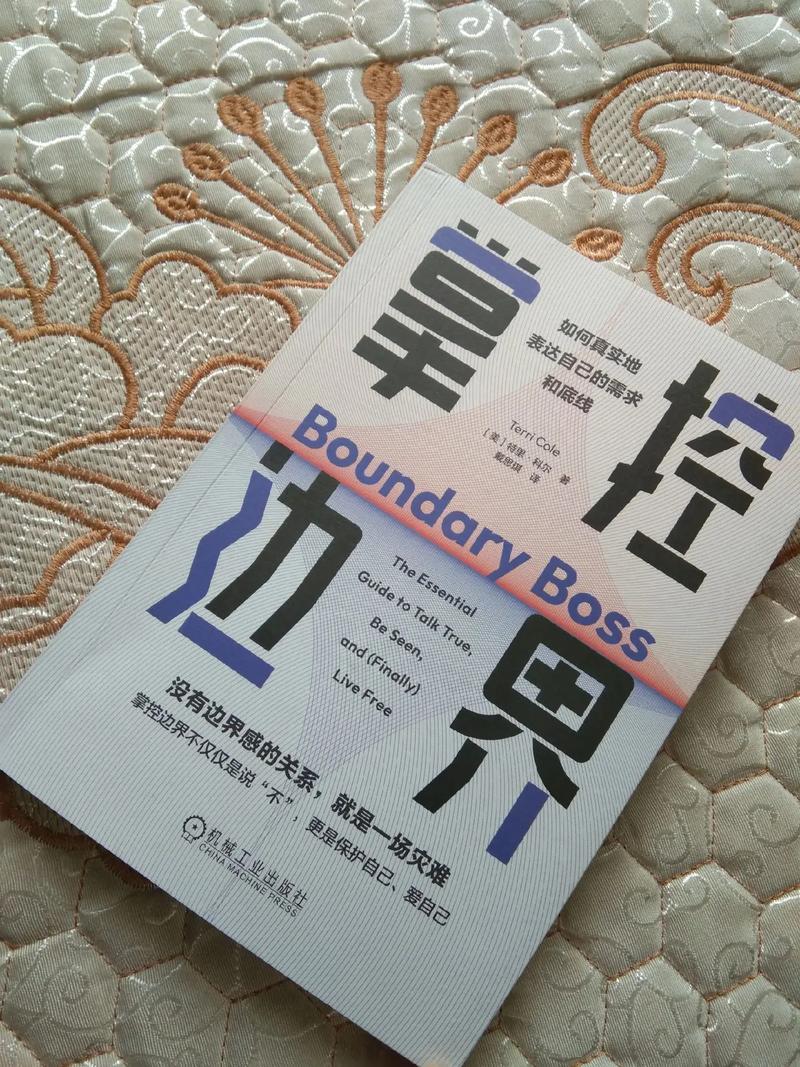 掌控
如何真实地
表达自己的需求
和底线
Terri Cole
[美] 特里·科尔 著
戴思琪 译
Boundary Boss
边界
The Essential
Guide to Talk True,
Be Seen,
and (Finally)
Live Free
没有边界感的关系，就是一场灾难
掌控边界不仅仅是说“不”，更是保护自己、爱自己
机械工业出版社
CHINA MACHINE PRESS